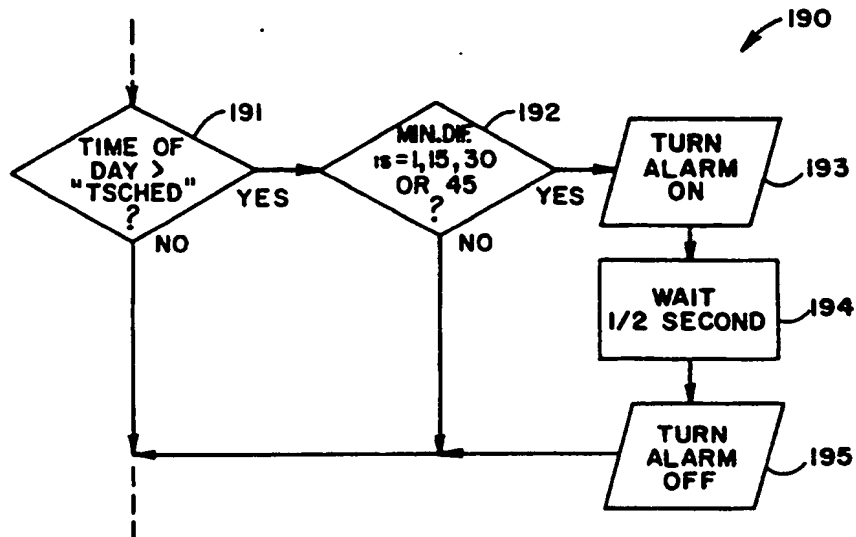 190
191
TIME OF
DAY >
"TSCHED"
?
YES
NO
192
MIN.DIF.
is=1,15,30
OR 45
?
YES
NO
TURN
ALARM
ON
193
WAIT
1/2 SECOND
194
TURN
ALARM
OFF
195